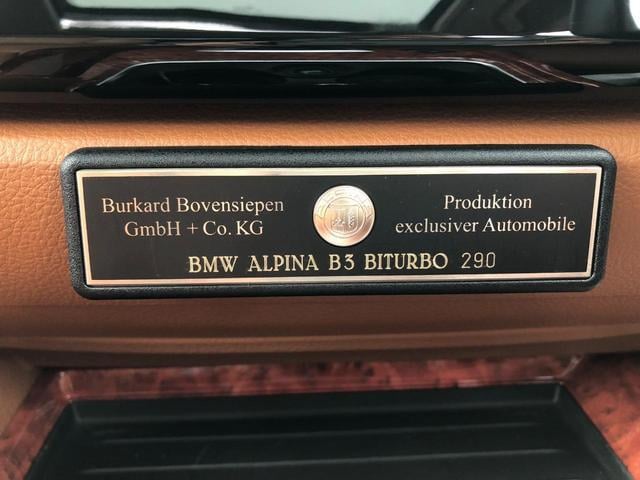 Burkard Bovensiepen
GmbH + Co. KG
Produktion
exclusiver Automobile
BMW ALPINA B3 BITURBO 290